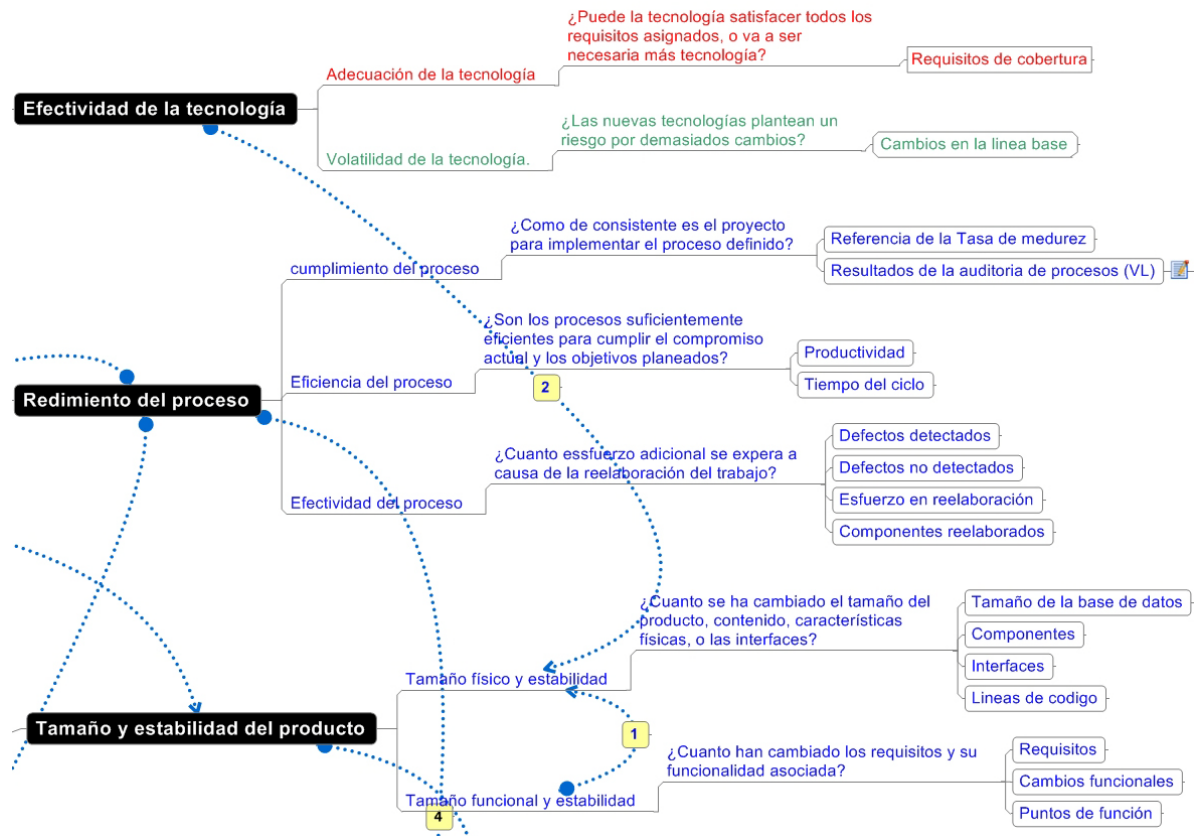 ¿Puede la tecnología satisfacer todos los
requisitos asignados, o va a ser
necesaria más tecnología?
Requisitos de cobertura
Adecuación de la tecnología
Efectividad de la tecnología
¿Las nuevas tecnologías plantean un
riesgo por demasiados cambios?
Cambios en la linea base
Volatilidad de la tecnología.
¿Como de consistente es el proyecto
para implementar el proceso definido?
Referencia de la Tasa de medurez
cumplimiento del proceso
Resultados de la auditoria de procesos (VL)
¿Son los procesos suficientemente
eficientes para cumplir el compromiso
actual y los objetivos planeados?
Productividad
Tiempo del ciclo
Eficiencia del proceso
2
Redimiento del proceso
¿Cuanto essfuerzo adicional se expera a
causa de la reelaboración del trabajo?
Defectos detectados
Defectos no detectados
Esfuerzo en reelaboración
Componentes reelaborados
Efectividad del proceso
¿Cuanto se ha cambiado el tamaño del
producto, contenido, características
físicas, o las interfaces?
Tamaño de la base de datos
Componentes
Interfaces
Lineas de codigo
Tamaño físico y estabilidad
Tamaño y estabilidad del producto
1
¿Cuanto han cambiado los requisitos y su
funcionalidad asociada?
Requisitos
Cambios funcionales
Puntos de función
Tamaño funcional y estabilidad
4